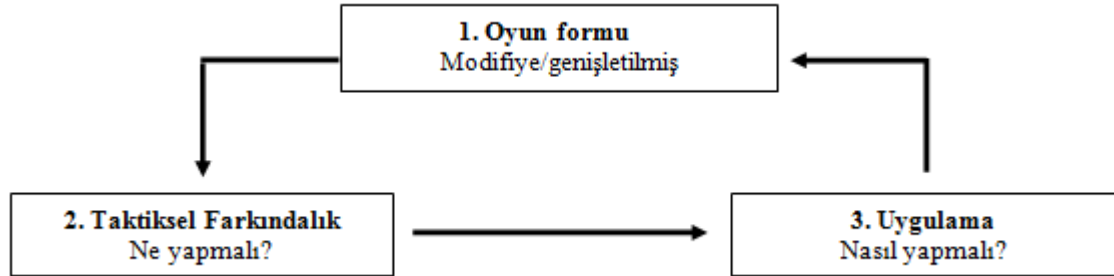 1. Oyun formu
Modifiye/genişletilmiş
2. Taktiksel Farkındalık
Ne yapmalı?
3. Uygulama
Nasıl yapmalı?